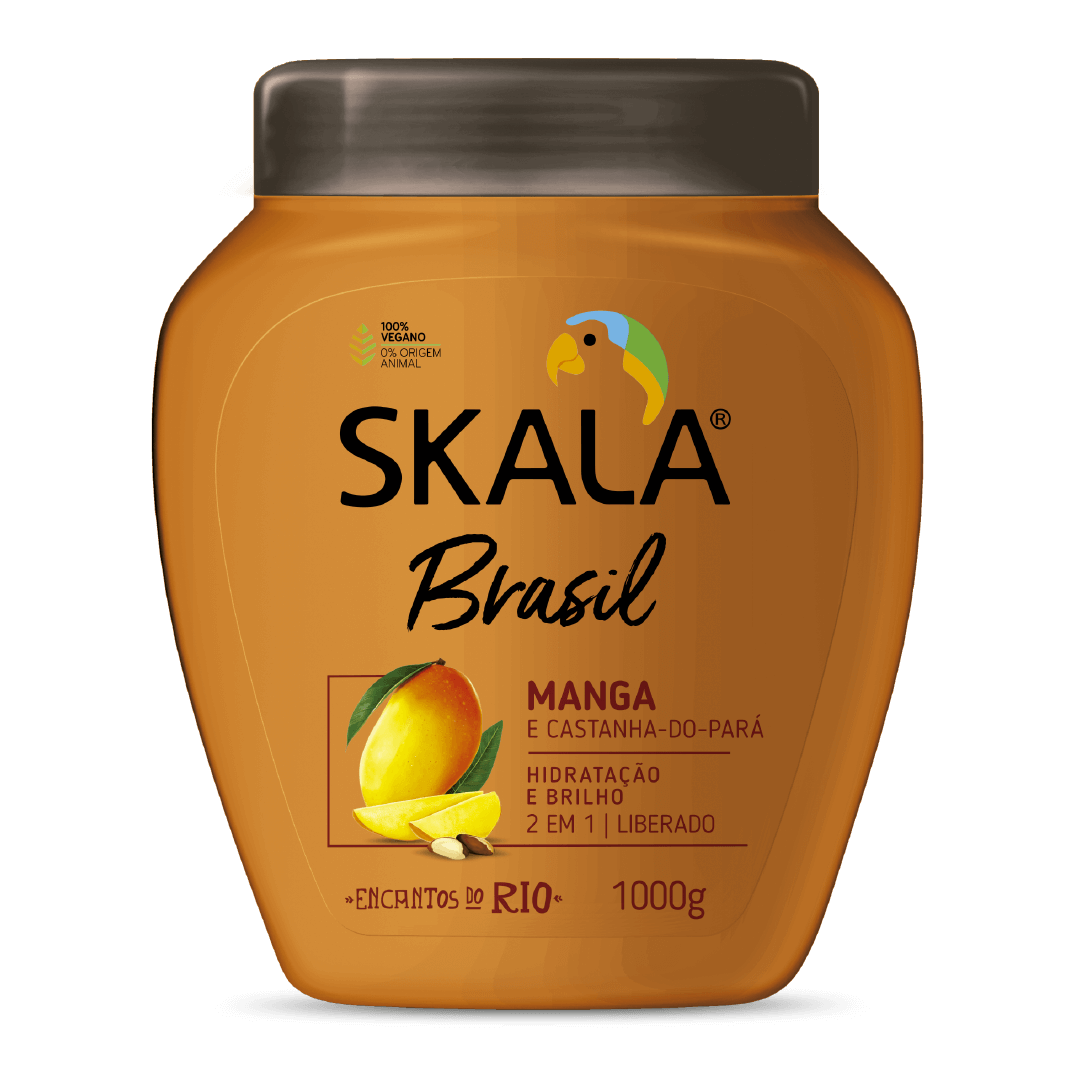 100%
VEGANO
0% ORIGEM
ANIMAL
SKALA®
Brasil
MANGA
E CASTANHA-DO-PARÁ
HIDRATAÇÃO
E BRILHO
2 EM 1 | LIBERADO
»ENCANTOS DO RIO«
1000g